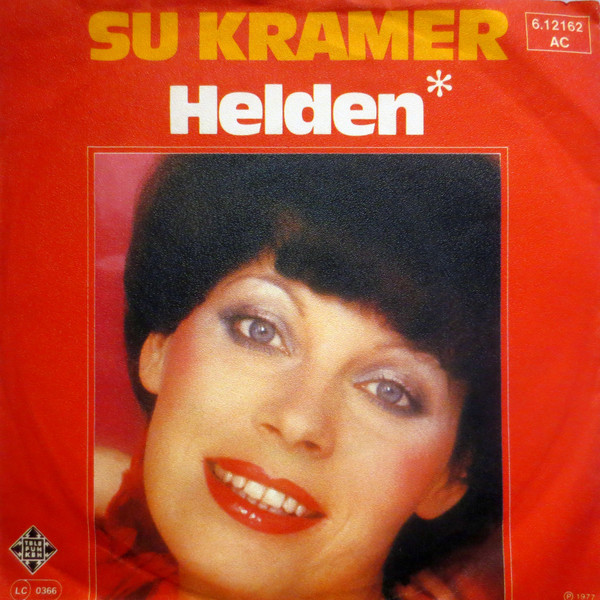 SU KRAMER
6.12162
AC
Helden*
TELE
FUN
KEN
LC 0366
℗ 1977